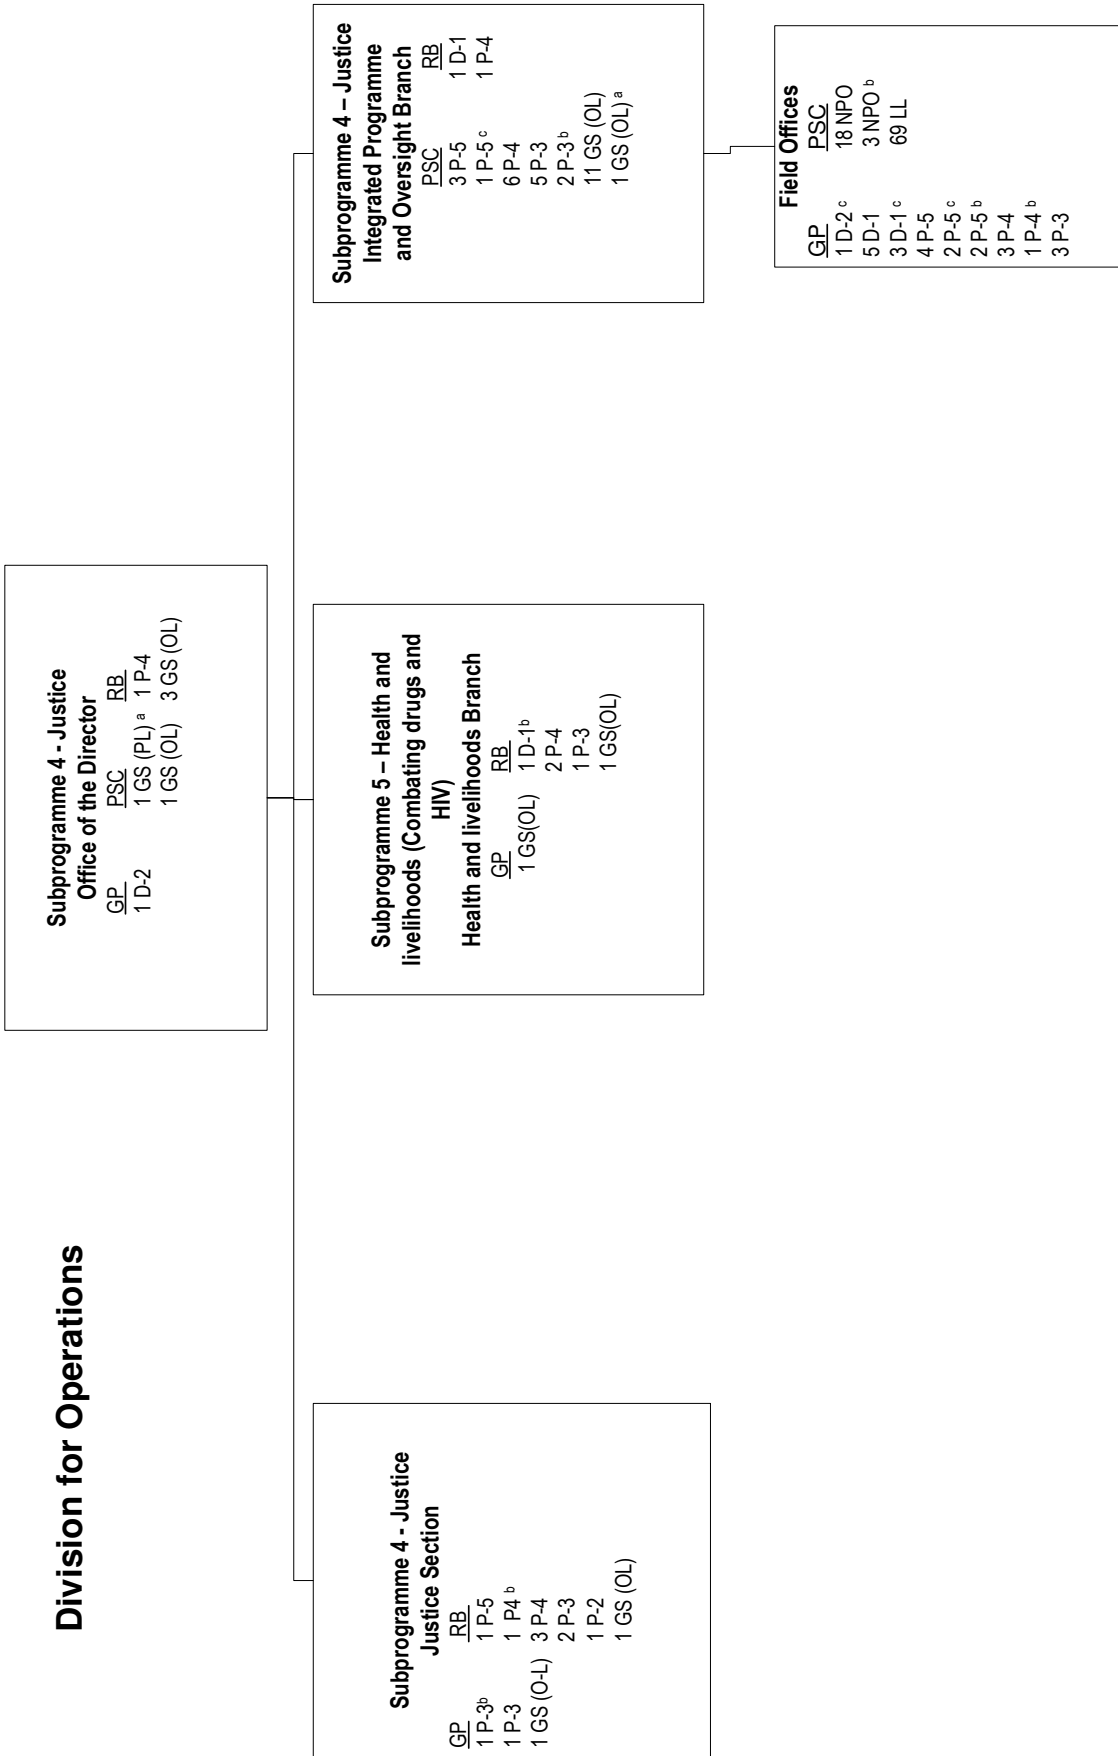 Division for Operations
Subprogramme 4 - Justice
Office of the Director
GP PSC RB
1 D-2 1 GS (PL) a 1 P-4
1 GS (OL) 3 GS (OL)
Subprogramme 4 - Justice
Justice Section
GP RB
1 P-3b 1 P-5
1 P-3 1 P4 b
1 GS (O-L) 3 P-4
2 P-3
1 P-2
1 GS (OL)
Subprogramme 5 – Health and
livelihoods (Combating drugs and
HIV)
Health and livelihoods Branch
GP RB
1 GS(OL) 1 D-1b
2 P-4
1 P-3
1 GS(OL)
Subprogramme 4 – Justice
Integrated Programme
and Oversight Branch
PSC RB
3 P-5 1 D-1
1 P-5 c 1 P-4
6 P-4
5 P-3
2 P-3 b
11 GS (OL)
1 GS (OL) a
Field Offices
GP PSC
1 D-2 c 18 NPO
5 D-1 3 NPO b
3 D-1 c 69 LL
4 P-5
2 P-5 c
2 P-5 b
3 P-4
1 P-4 b
3 P-3